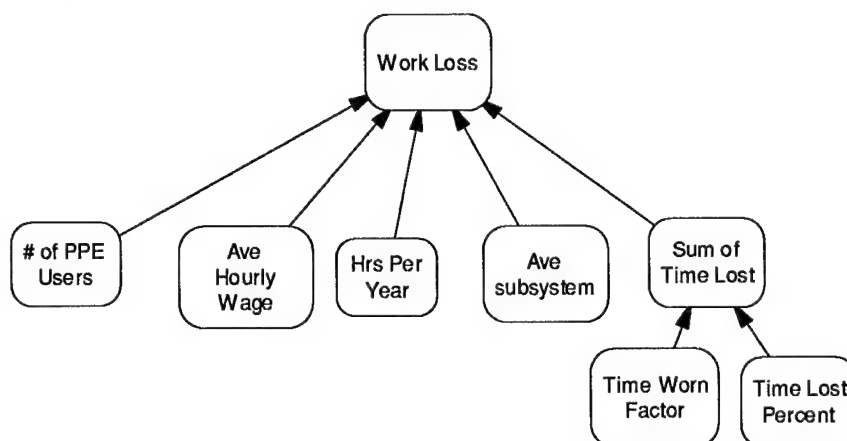 Work Loss
# of PPE
Users
Ave
Hourly
Wage
Hrs Per
Year
Ave
subsystem
Sum of
Time Lost
Time Worn
Factor
Time Lost
Percent